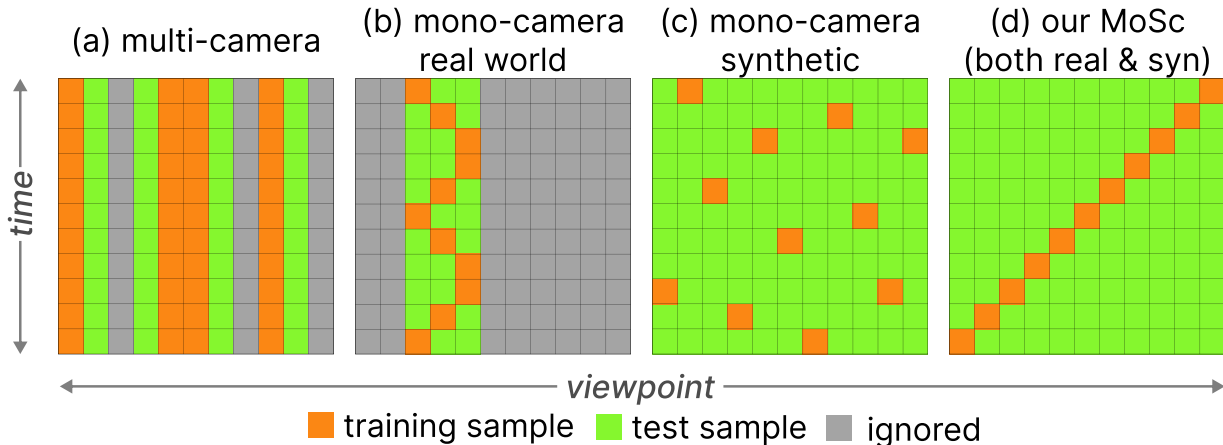 (a) multi-camera
(b) mono-camera
real world
(c) mono-camera
synthetic
(d) our MoSc
(both real & syn)
time
viewpoint
training sample
test sample
ignored